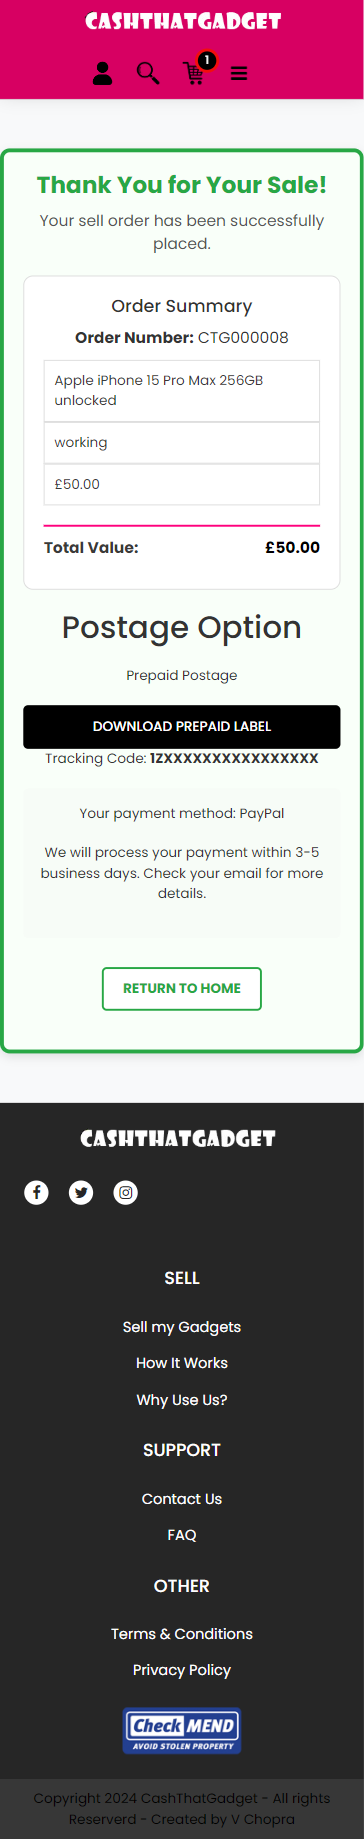 CASHTHATGADGET
1
Thank You for Your Sale!
Your sell order has been successfully
placed.
Order Summary
Order Number: CTG000008
Apple iPhone 15 Pro Max 256GB
unlocked
working
£50.00
Total Value: £50.00
Postage Option
Prepaid Postage
DOWNLOAD PREPAID LABEL
Tracking Code: 1ZXXXXXXXXXXXXXXXX
Your payment method: PayPal
We will process your payment within 3-5
business days. Check your email for more
details.
RETURN TO HOME
CASHTHATGADGET
SELL
Sell my Gadgets
How It Works
Why Use Us?
SUPPORT
Contact Us
FAQ
OTHER
Terms & Conditions
Privacy Policy
CheckMEND
AVOID STOLEN PROPERTY
Copyright 2024 CashThatGadget - All rights
Reserverd - Created by V Chopra